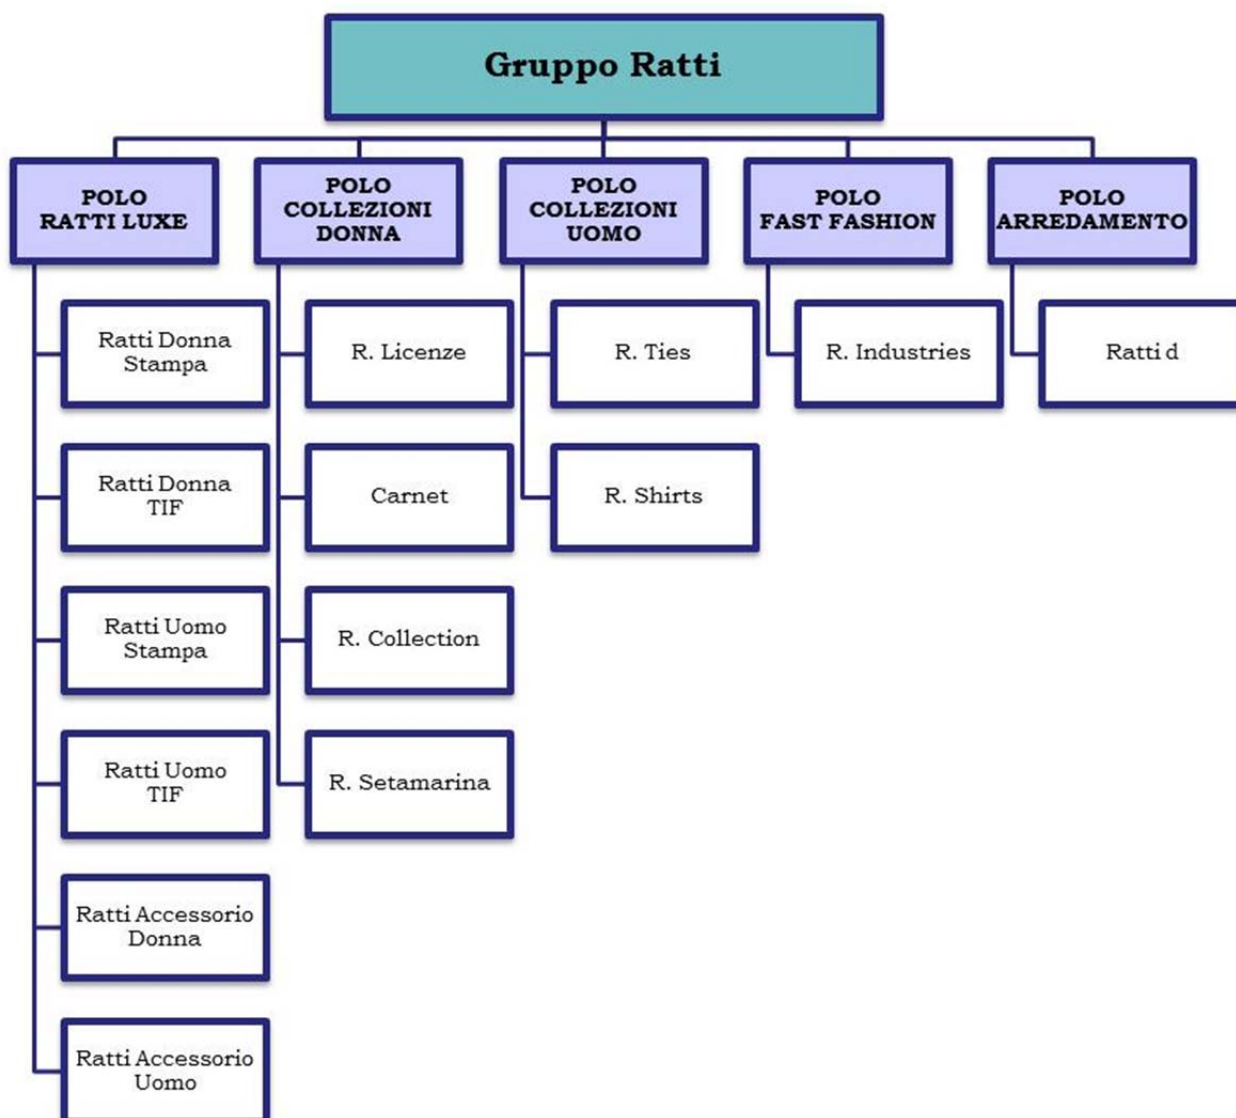 Gruppo Ratti
POLO
RATTI LUXE
POLO
COLLEZIONI
DONNA
POLO
COLLEZIONI
UOMO
POLO
FAST FASHION
POLO
ARREDAMENTO
Ratti Donna
Stampa
Ratti Donna
TIF
Ratti Uomo
Stampa
Ratti Uomo
TIF
Ratti Accessorio
Donna
Ratti Accessorio
Uomo
R. Licenze
Carnet
R. Collection
R. Setamarina
R. Ties
R. Shirts
R. Industries
Ratti d